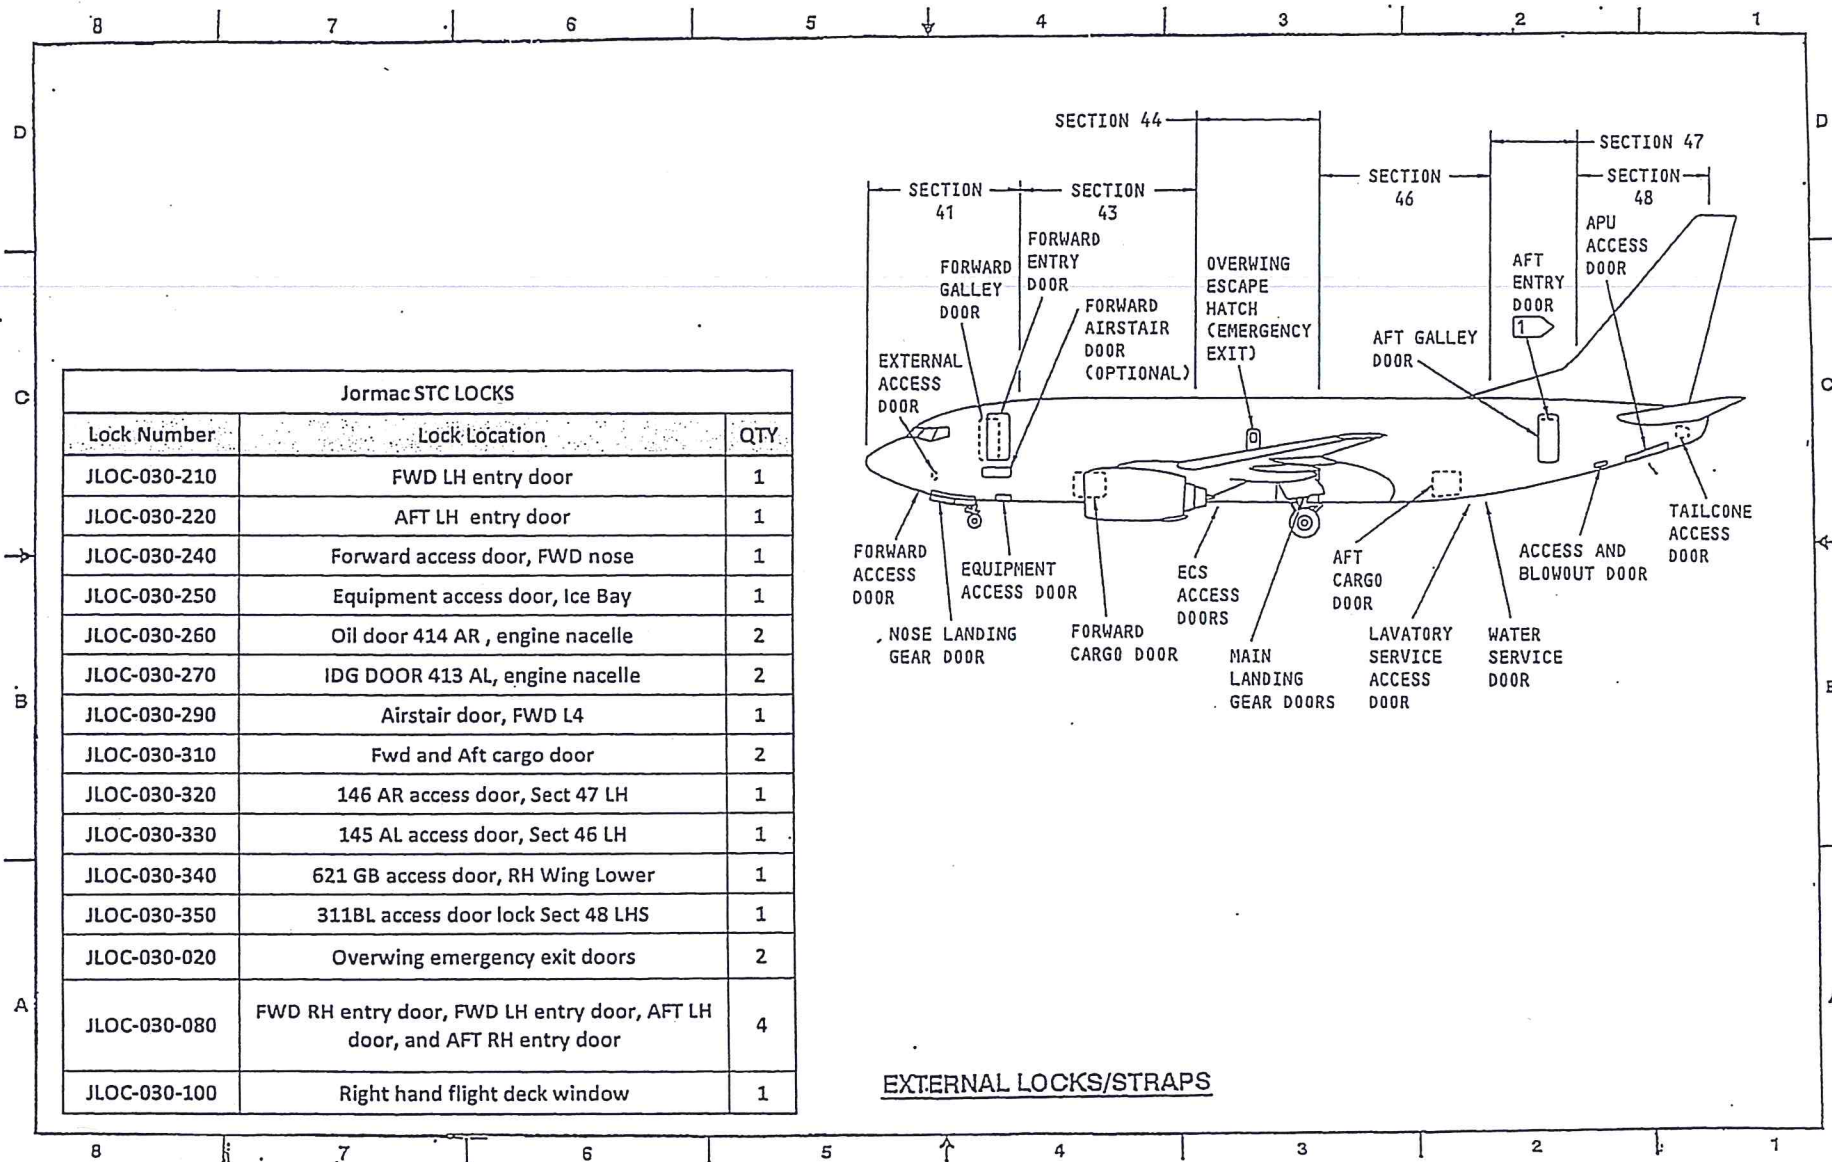 8 7 6 5 4 3 2 1
D
D
C
C
B
A
SECTION 44
SECTION 47
SECTION 41
SECTION 43
SECTION 46
SECTION 48
FORWARD GALLEY DOOR
FORWARD ENTRY DOOR
FORWARD AIRSTAIR DOOR (OPTIONAL)
OVERWING ESCAPE HATCH (EMERGENCY EXIT)
AFT ENTRY DOOR
1
APU ACCESS DOOR
AFT GALLEY DOOR
EXTERNAL ACCESS DOOR
FORWARD ACCESS DOOR
NOSE LANDING GEAR DOOR
EQUIPMENT ACCESS DOOR
FORWARD CARGO DOOR
ECS ACCESS DOORS
MAIN LANDING GEAR DOORS
AFT CARGO DOOR
LAVATORY SERVICE ACCESS DOOR
WATER SERVICE DOOR
ACCESS AND BLOWOUT DOOR
TAILCONE ACCESS DOOR
Jormac STC LOCKS
Lock Number Lock Location QTY
JLOC-030-210 FWD LH entry door 1
JLOC-030-220 AFT LH entry door 1
JLOC-030-240 Forward access door, FWD nose 1
JLOC-030-250 Equipment access door, Ice Bay 1
JLOC-030-260 Oil door 414 AR , engine nacelle 2
JLOC-030-270 IDG DOOR 413 AL, engine nacelle 2
JLOC-030-290 Airstair door, FWD L4 1
JLOC-030-310 Fwd and Aft cargo door 2
JLOC-030-320 146 AR access door, Sect 47 LH 1
JLOC-030-330 145 AL access door, Sect 46 LH 1
JLOC-030-340 621 GB access door, RH Wing Lower 1
JLOC-030-350 311BL access door lock Sect 48 LHS 1
JLOC-030-020 Overwing emergency exit doors 2
JLOC-030-080 FWD RH entry door, FWD LH entry door, AFT LH
door, and AFT RH entry door 4
JLOC-030-100 Right hand flight deck window 1
EXTERNAL LOCKS/STRAPS
8 7 6 5 4 3 2 1